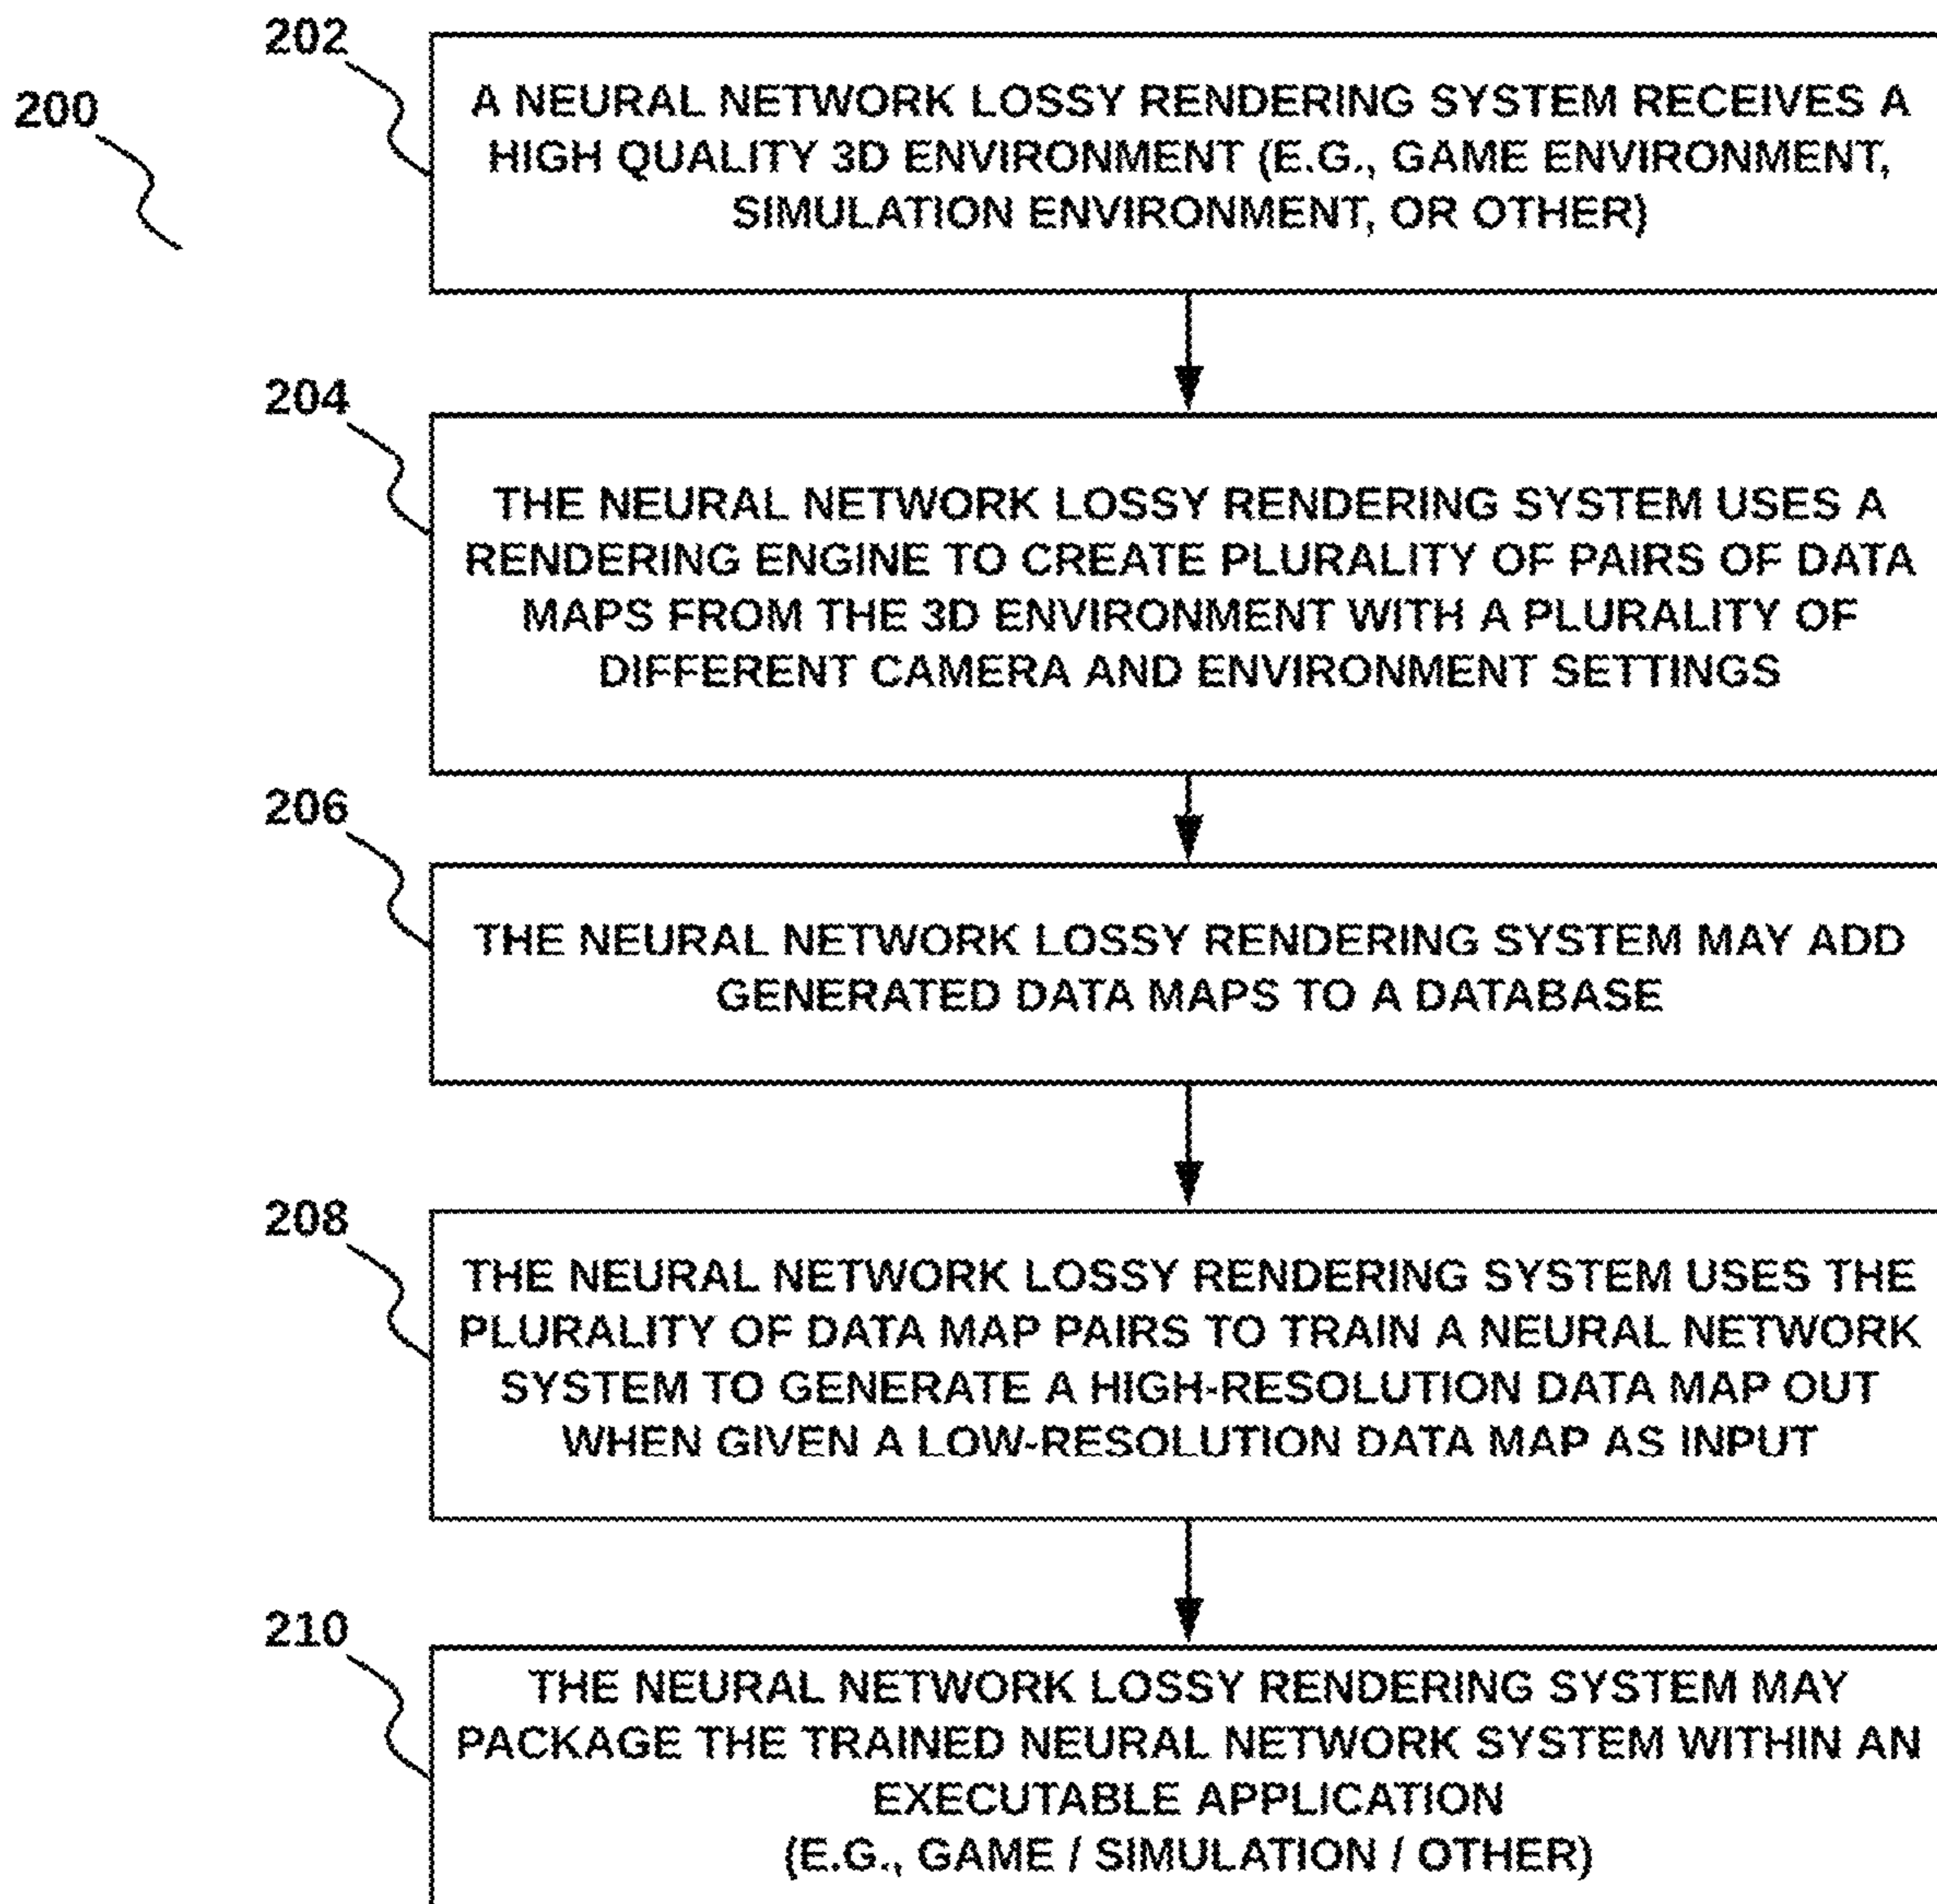 202
200
A NEURAL NETWORK LOSSY RENDERING SYSTEM RECEIVES A
HIGH QUALITY 3D ENVIRONMENT (E.G., GAME ENVIRONMENT,
SIMULATION ENVIRONMENT, OR OTHER)
204
THE NEURAL NETWORK LOSSY RENDERING SYSTEM USES A
RENDERING ENGINE TO CREATE PLURALITY OF PAIRS OF DATA
MAPS FROM THE 3D ENVIRONMENT WITH A PLURALITY OF
DIFFERENT CAMERA AND ENVIRONMENT SETTINGS
206
THE NEURAL NETWORK LOSSY RENDERING SYSTEM MAY ADD
GENERATED DATA MAPS TO A DATABASE
208
THE NEURAL NETWORK LOSSY RENDERING SYSTEM USES THE
PLURALITY OF DATA MAP PAIRS TO TRAIN A NEURAL NETWORK
SYSTEM TO GENERATE A HIGH-RESOLUTION DATA MAP OUT
WHEN GIVEN A LOW-RESOLUTION DATA MAP AS INPUT
210
THE NEURAL NETWORK LOSSY RENDERING SYSTEM MAY
PACKAGE THE TRAINED NEURAL NETWORK SYSTEM WITHIN AN
EXECUTABLE APPLICATION
(E.G., GAME / SIMULATION / OTHER)